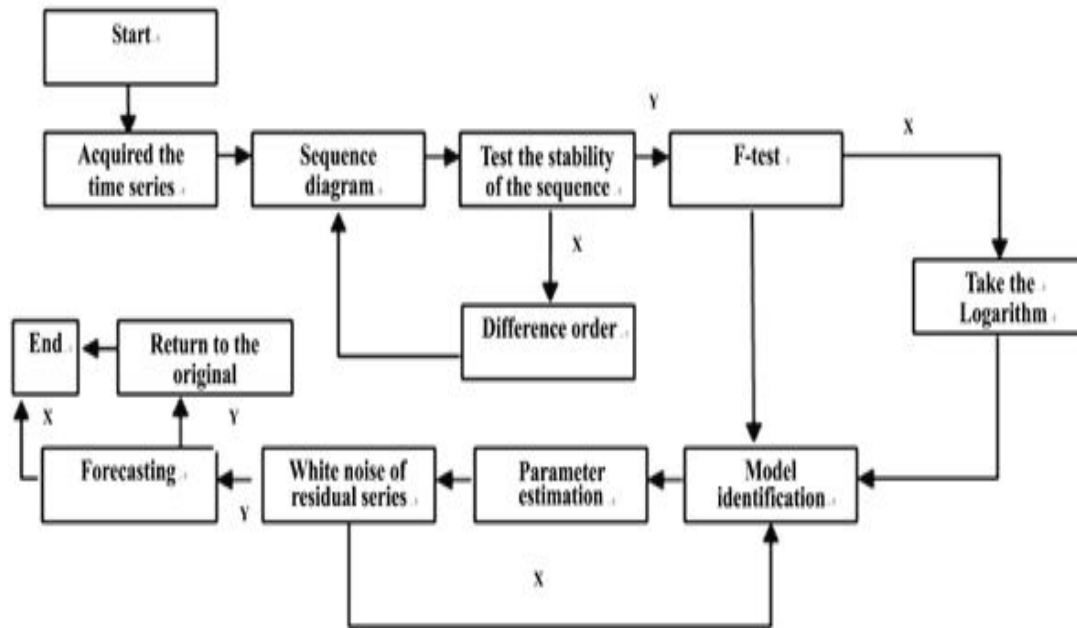 Start
Y
X
Acquired the
time series
Sequence
diagram
Test the stability
of the sequence
F-test
X
Take the
Logarithm
Difference order
End
Return to the
original
X
Y
Forecasting
White noise of
residual series
Parameter
estimation
Model
identification
Y
X